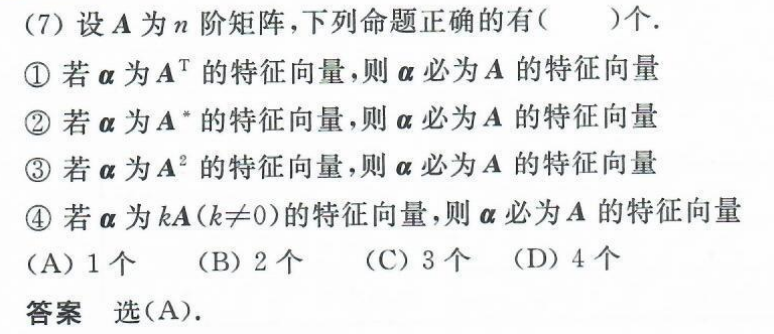 (7) 设 A 为 n 阶矩阵,下列命题正确的有(　　)个.
① 若 α 为 Aᵀ 的特征向量,则 α 必为 A 的特征向量
② 若 α 为 A* 的特征向量,则 α 必为 A 的特征向量
③ 若 α 为 A² 的特征向量,则 α 必为 A 的特征向量
④ 若 α 为 kA(k≠0)的特征向量,则 α 必为 A 的特征向量
(A) 1 个　(B) 2 个　(C) 3 个　(D) 4 个
答案　选(A).